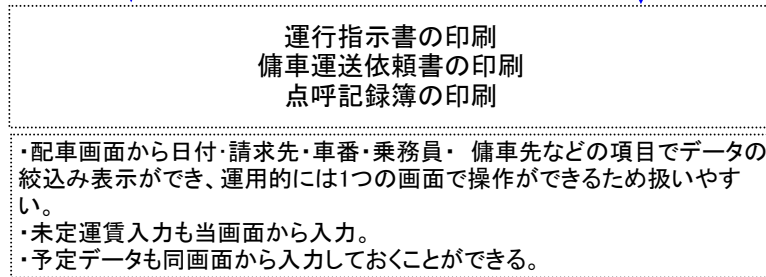 運行指示書の印刷
傭車運送依頼書の印刷
点呼記録簿の印刷
・配車画面から日付・請求先・車番・乗務員・ 傭車先などの項目でデータの
絞込み表示ができ、運用的には1つの画面で操作ができるため扱いやす
い。
・未定運賃入力も当画面から入力。
・予定データも同画面から入力しておくことができる。